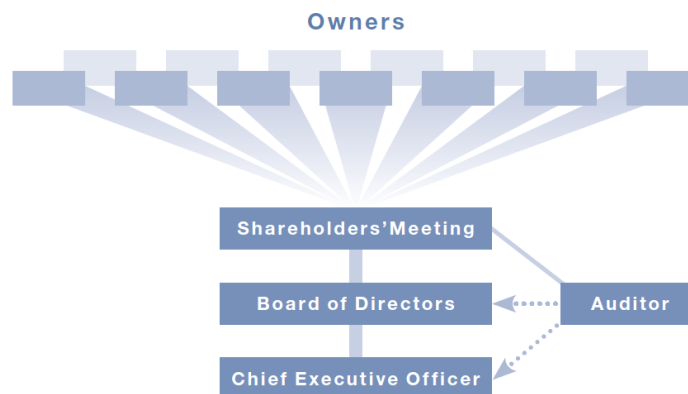 Owners
Shareholders'Meeting
Board of Directors
Auditor
Chief Executive Officer